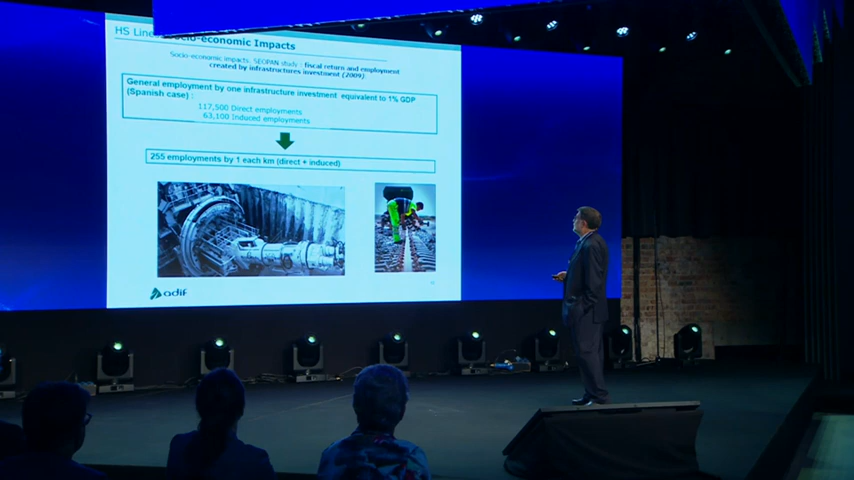 HS Line Socio-economic Impacts
Socio-economic impacts. SEOPAN study : fiscal return and employment
created by infrastructures investment (2009)
General employment by one infrastructure investment equivalent to 1% GDP
(Spanish case) :
117,500 Direct employments
63,100 Induced employments
255 employments by 1 each km (direct + induced)
adif